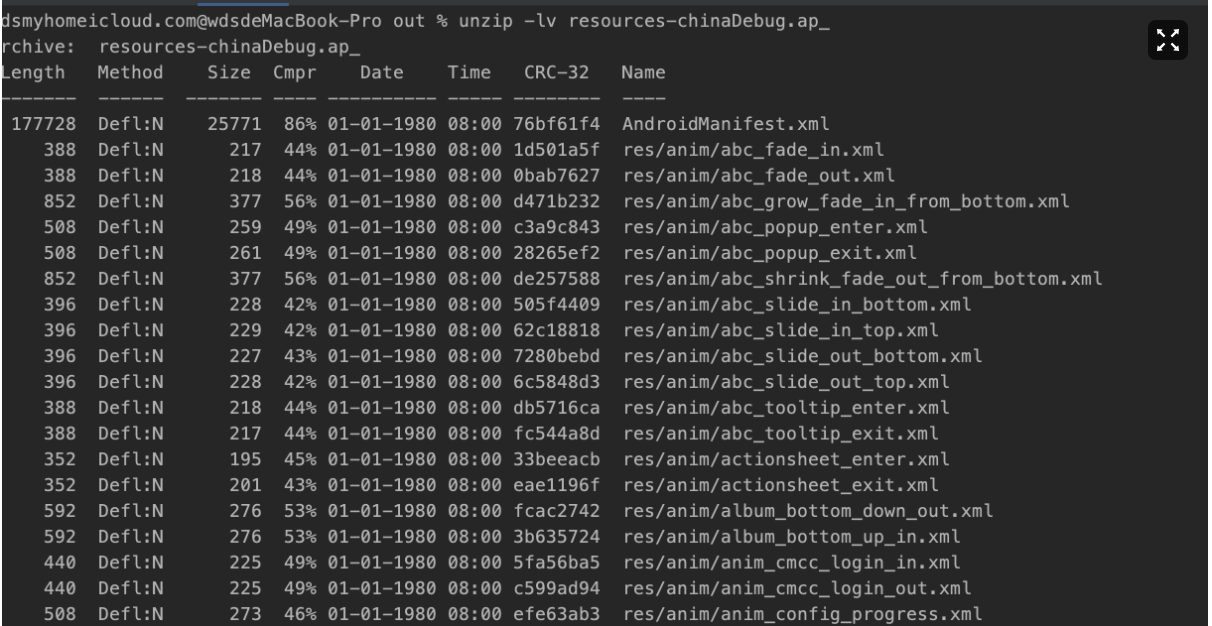 dsmyhomeicloud.com@wdsdeMacBook-Pro out % unzip -lv resources-chinaDebug.ap_
rchive:  resources-chinaDebug.ap_
Length   Method    Size  Cmpr    Date    Time   CRC-32   Name
-------  ------  ------- ---- ---------- ----- --------  ----
177728  Defl:N    25771  86% 01-01-1980 08:00 76bf61f4  AndroidManifest.xml
388  Defl:N      217  44% 01-01-1980 08:00 1d501a5f  res/anim/abc_fade_in.xml
388  Defl:N      218  44% 01-01-1980 08:00 0bab7627  res/anim/abc_fade_out.xml
852  Defl:N      377  56% 01-01-1980 08:00 d471b232  res/anim/abc_grow_fade_in_from_bottom.xml
508  Defl:N      259  49% 01-01-1980 08:00 c3a9c843  res/anim/abc_popup_enter.xml
508  Defl:N      261  49% 01-01-1980 08:00 28265ef2  res/anim/abc_popup_exit.xml
852  Defl:N      377  56% 01-01-1980 08:00 de257588  res/anim/abc_shrink_fade_out_from_bottom.xml
396  Defl:N      228  42% 01-01-1980 08:00 505f4409  res/anim/abc_slide_in_bottom.xml
396  Defl:N      229  42% 01-01-1980 08:00 62c18818  res/anim/abc_slide_in_top.xml
396  Defl:N      227  43% 01-01-1980 08:00 7280bebd  res/anim/abc_slide_out_bottom.xml
396  Defl:N      228  42% 01-01-1980 08:00 6c5848d3  res/anim/abc_slide_out_top.xml
388  Defl:N      218  44% 01-01-1980 08:00 db5716ca  res/anim/abc_tooltip_enter.xml
388  Defl:N      217  44% 01-01-1980 08:00 fc544a8d  res/anim/abc_tooltip_exit.xml
352  Defl:N      195  45% 01-01-1980 08:00 33beeacb  res/anim/actionsheet_enter.xml
352  Defl:N      201  43% 01-01-1980 08:00 eae1196f  res/anim/actionsheet_exit.xml
592  Defl:N      276  53% 01-01-1980 08:00 fcac2742  res/anim/album_bottom_down_out.xml
592  Defl:N      276  53% 01-01-1980 08:00 3b635724  res/anim/album_bottom_up_in.xml
440  Defl:N      225  49% 01-01-1980 08:00 5fa56ba5  res/anim/anim_cmcc_login_in.xml
440  Defl:N      225  49% 01-01-1980 08:00 c599ad94  res/anim/anim_cmcc_login_out.xml
508  Defl:N      273  46% 01-01-1980 08:00 efe63ab3  res/anim/anim_config_progress.xml